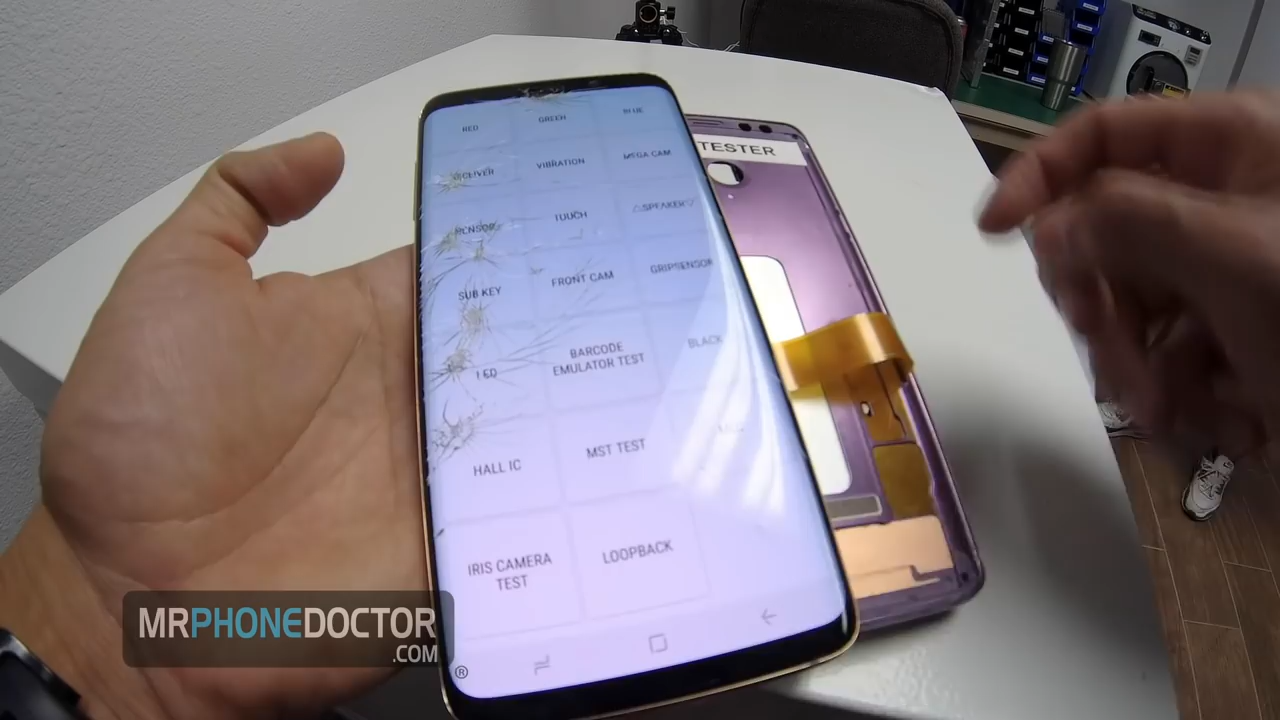 TESTER
RED
GREEN
BLUE
RECEIVER
VIBRATION
MEGA CAM
SENSOR
TOUCH
△SPEAKER▽
SUB KEY
FRONT CAM
GRIPSENSOR
LED
BARCODE
EMULATOR TEST
BLACK
HALL IC
MST TEST
IRIS CAMERA
TEST
LOOPBACK
MRPHONEDOCTOR
.COM
®